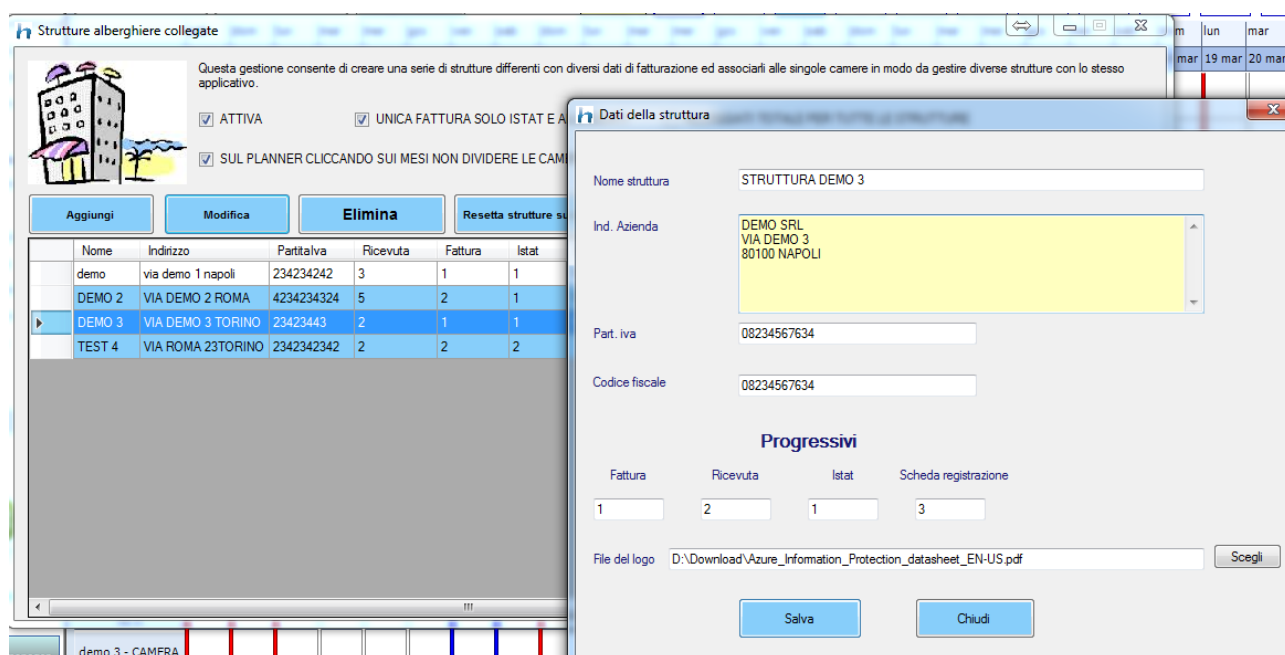 Strutture alberghiere collegate
m lun mar
mar 19 mar 20 mar
Queste gestione consente di creare una serie di strutture differenti con diversi dati di fatturazione ed associarli alle singole camere in modo da gestire diverse strutture con lo stesso
applicativo.
ATTIVA
UNICA FATTURA SOLO ISTAT E A
SUL PLANNER CLICCANDO SUI MESI NON DIVIDERE LE CAM
Aggiungi Modifica Elimina Resetta strutture su
Nome Indirizzo PartitaIva Ricevuta Fattura Istat
demo via demo 1 napoli 234234242 3 1 1
DEMO 2 VIA DEMO 2 ROMA 4234234324 5 2 1
DEMO 3 VIA DEMO 3 TORINO 23423443 2 1 1
TEST 4 VIA ROMA 23TORINO 2342342342 2 2 2
demo 3 - CAMERA
Dati della struttura
Nome struttura STRUTTURA DEMO 3
Ind. Azienda DEMO SRL
VIA DEMO 3
80100 NAPOLI
Part. iva 08234567634
Codice fiscale 08234567634
Progressivi
Fattura Ricevuta Istat Scheda registrazione
1 2 1 3
File del logo D:\Download\Azure_Information_Protection_datasheet_EN-US.pdf Scegli
Salva Chiudi